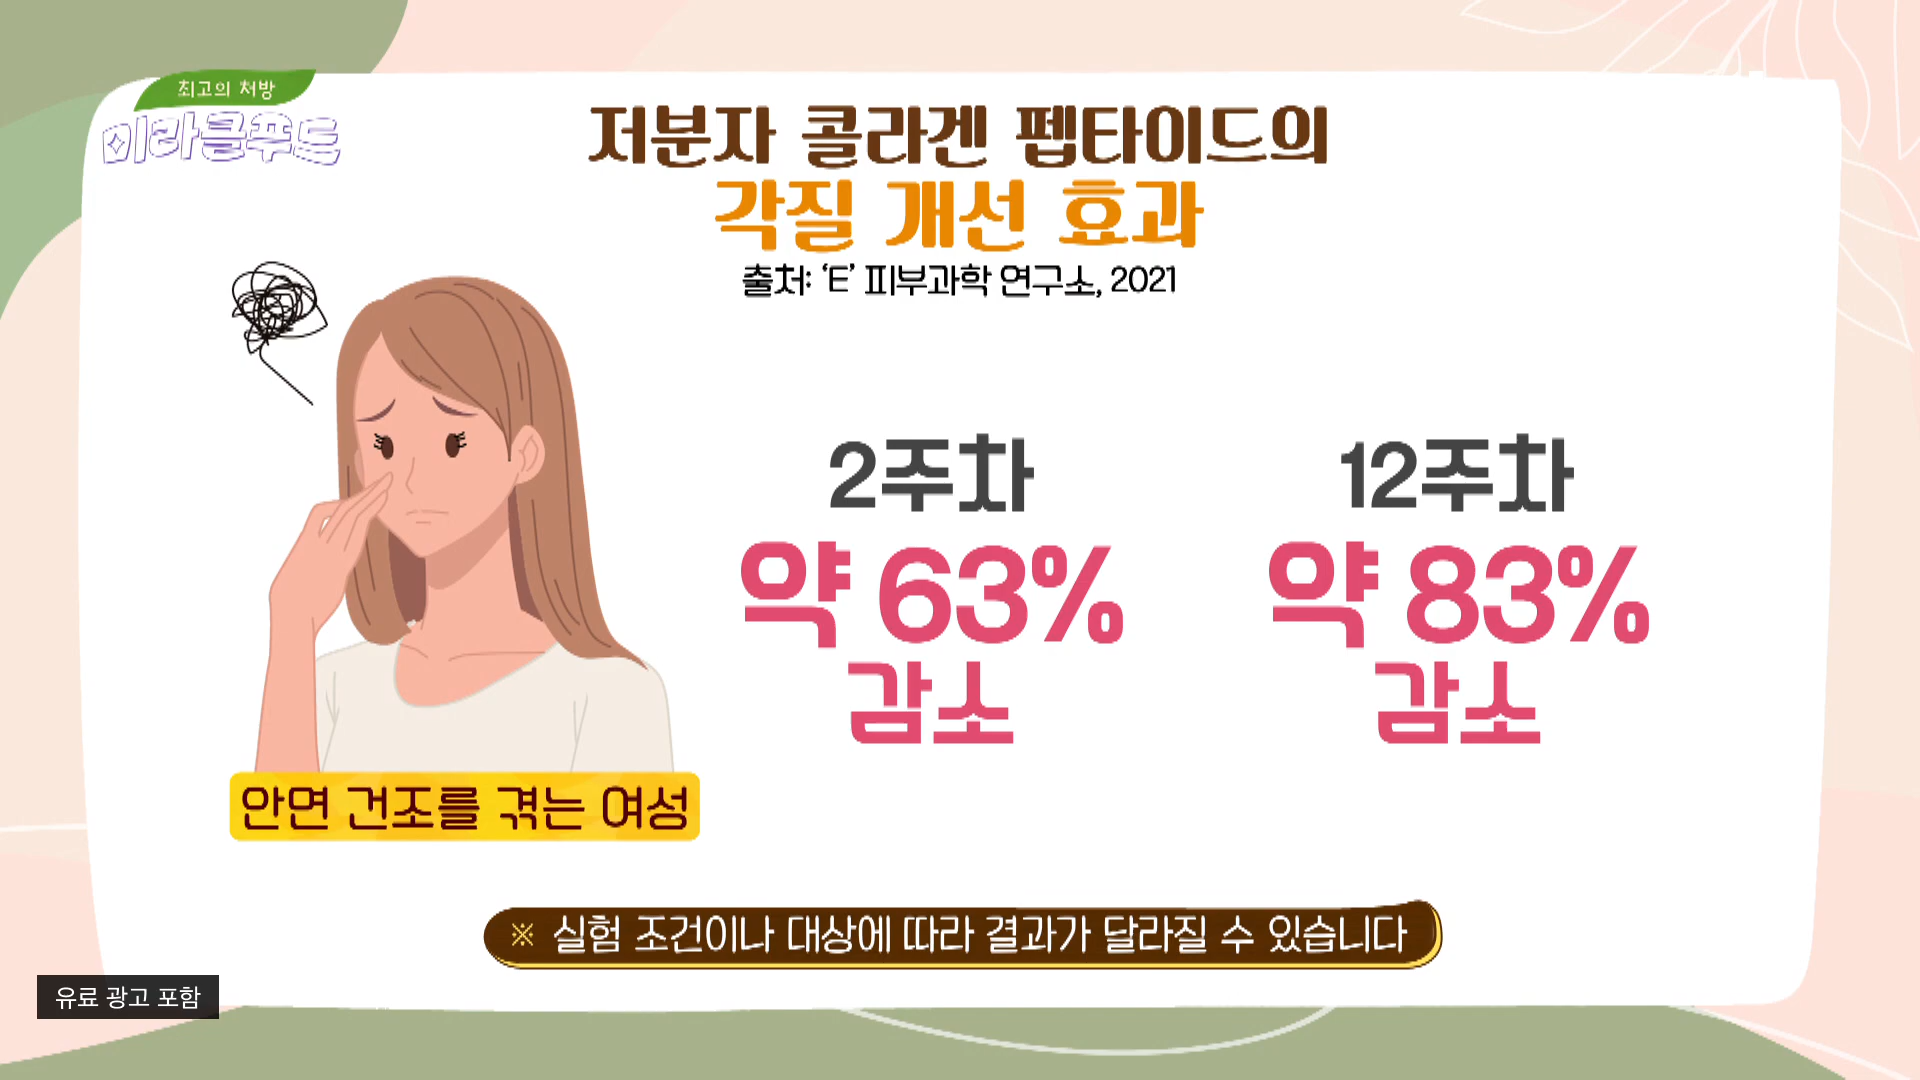 최고의 처방
미라클푸드
저분자 콜라겐 펩타이드의
각질 개선 효과
출처: ‘E’ 피부과학 연구소, 2021
2주차
약 63%
감소
12주차
약 83%
감소
안면 건조를 겪는 여성
※ 실험 조건이나 대상에 따라 결과가 달라질 수 있습니다
유료 광고 포함